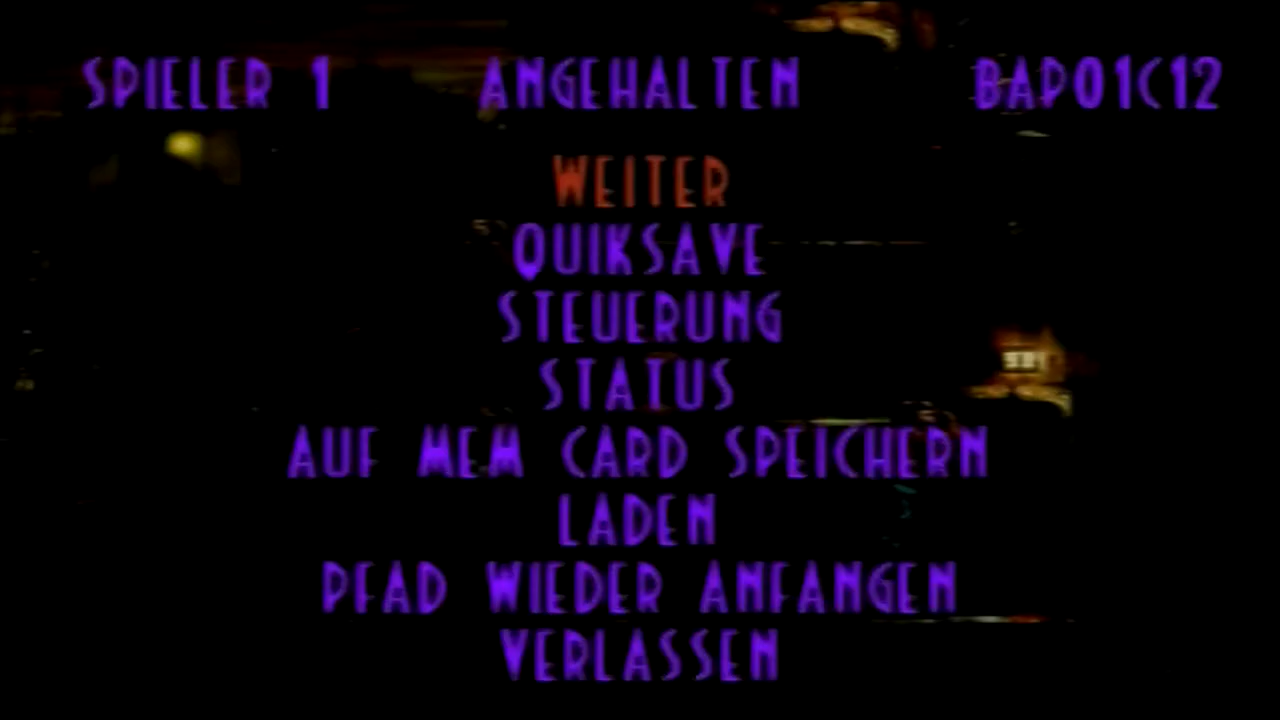 SPIELER 1 ANGEHALTEN BAP01C12
WEITER
QUIKSAVE
STEUERUNG
STATUS
AUF MEM CARD SPEICHERN
LADEN
PFAD WIEDER ANFANGEN
VERLASSEN